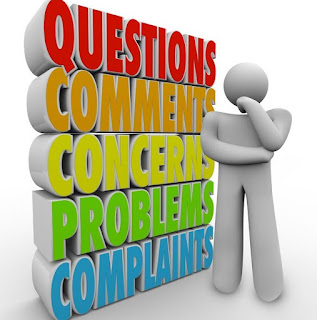 QUESTIONS
COMMENTS
CONCERNS
PROBLEMS
COMPLAINTS